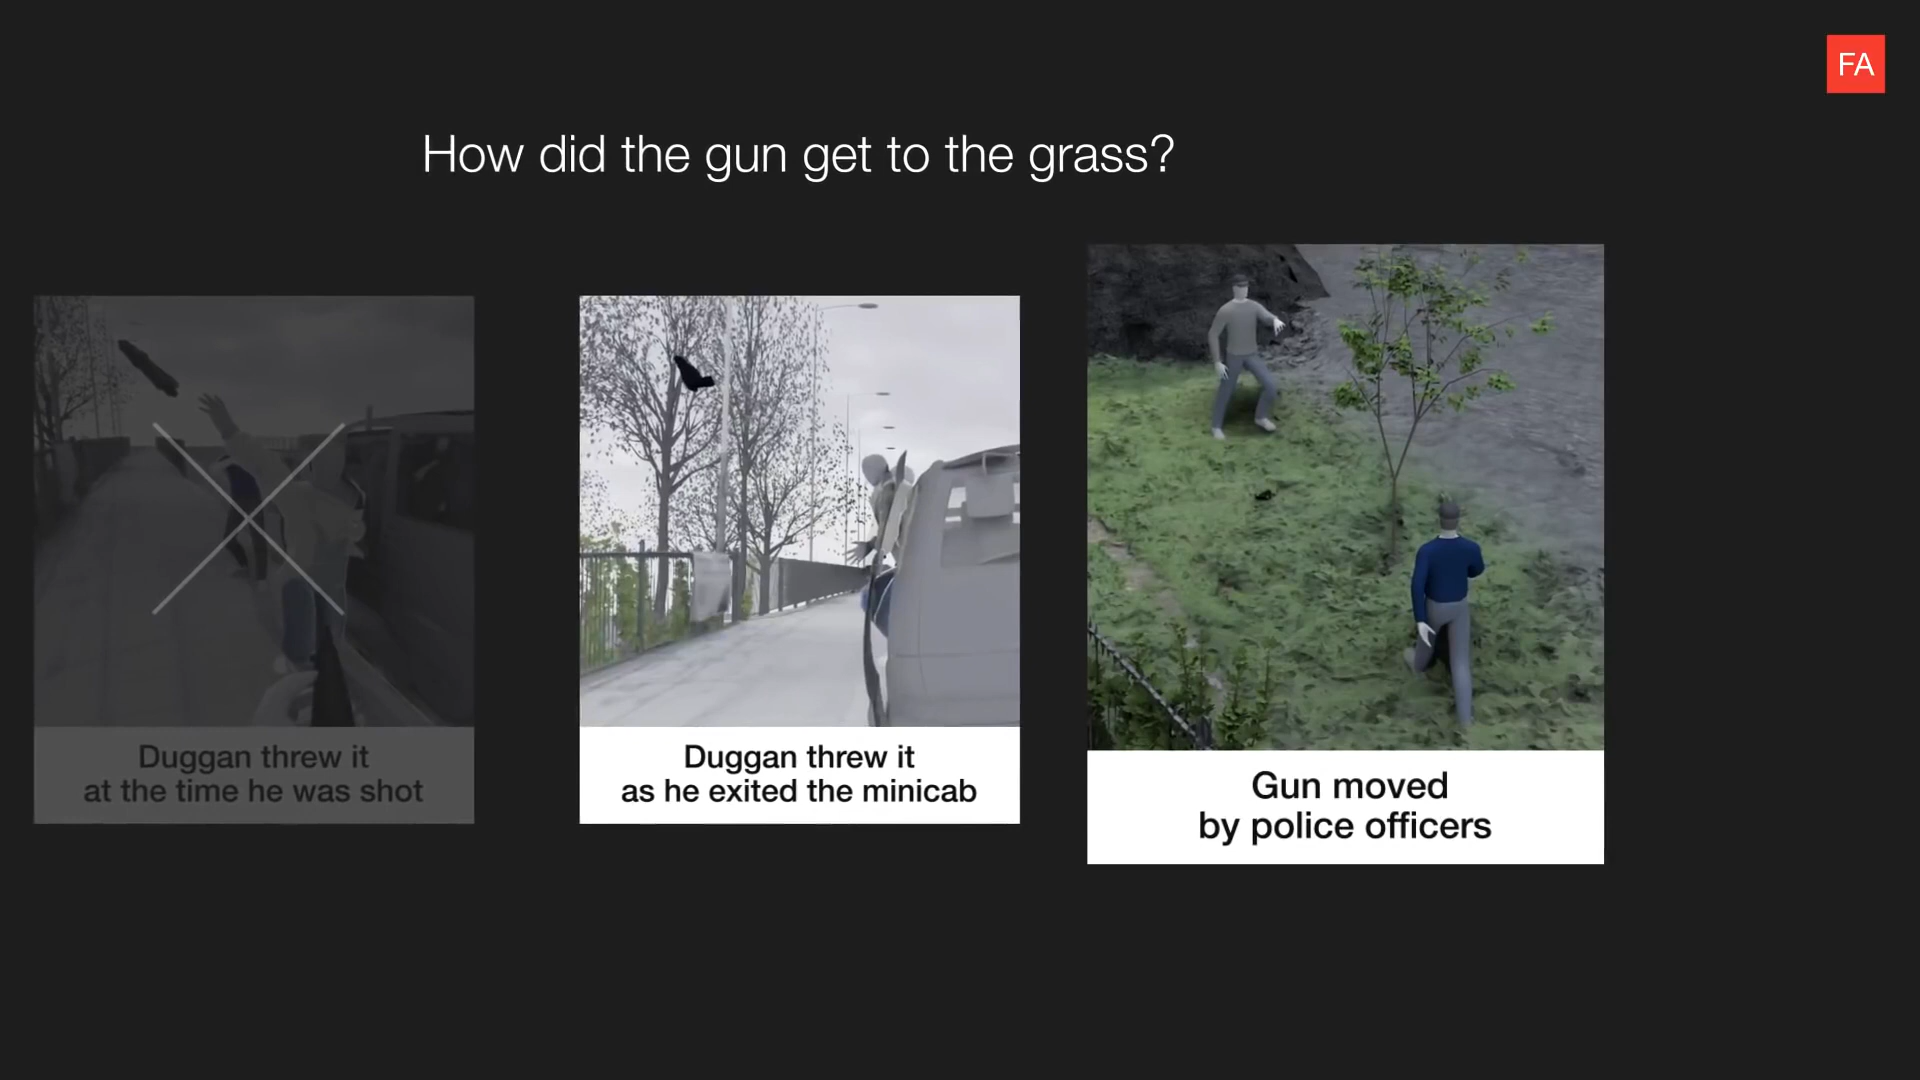 FA
How did the gun get to the grass?
Duggan threw it
at the time he was shot
Duggan threw it
as he exited the minicab
Gun moved
by police officers